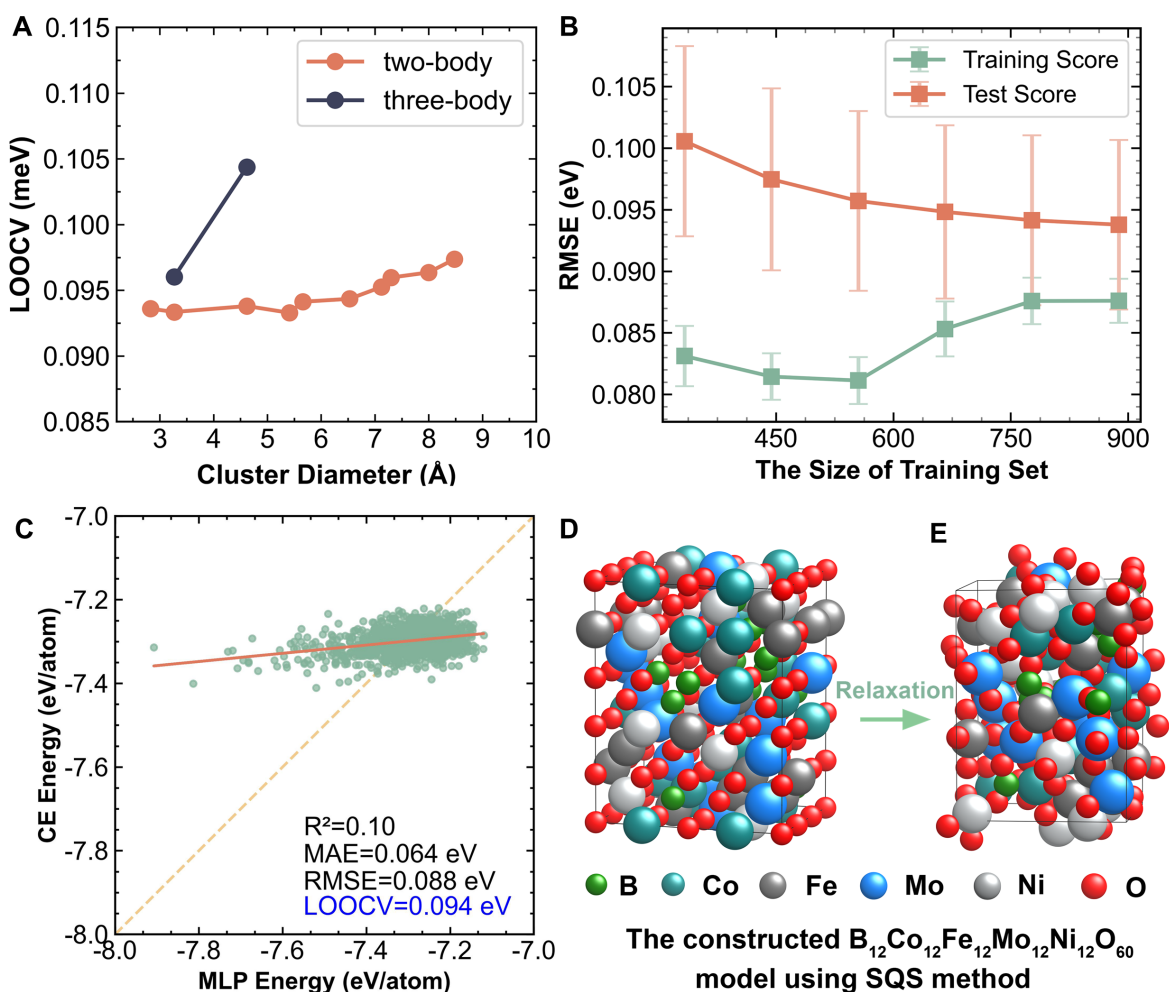 A
0.115
0.110
0.105
0.100
0.095
0.090
0.085
LOOCV (meV)
two-body
three-body
3 4 5 6 7 8 9 10
Cluster Diameter (Å)
B
0.105
0.100
0.095
0.090
0.085
0.080
RMSE (eV)
Training Score
Test Score
450 600 750 900
The Size of Training Set
C
-7.0
-7.2
-7.4
-7.6
-7.8
-8.0
CE Energy (eV/atom)
R²=0.10
MAE=0.064 eV
RMSE=0.088 eV
LOOCV=0.094 eV
-8.0 -7.8 -7.6 -7.4 -7.2 -7.0
MLP Energy (eV/atom)
D
E
Relaxation
B Co Fe Mo Ni O
The constructed B₁₂Co₁₂Fe₁₂Mo₁₂Ni₁₂O₆₀
model using SQS method